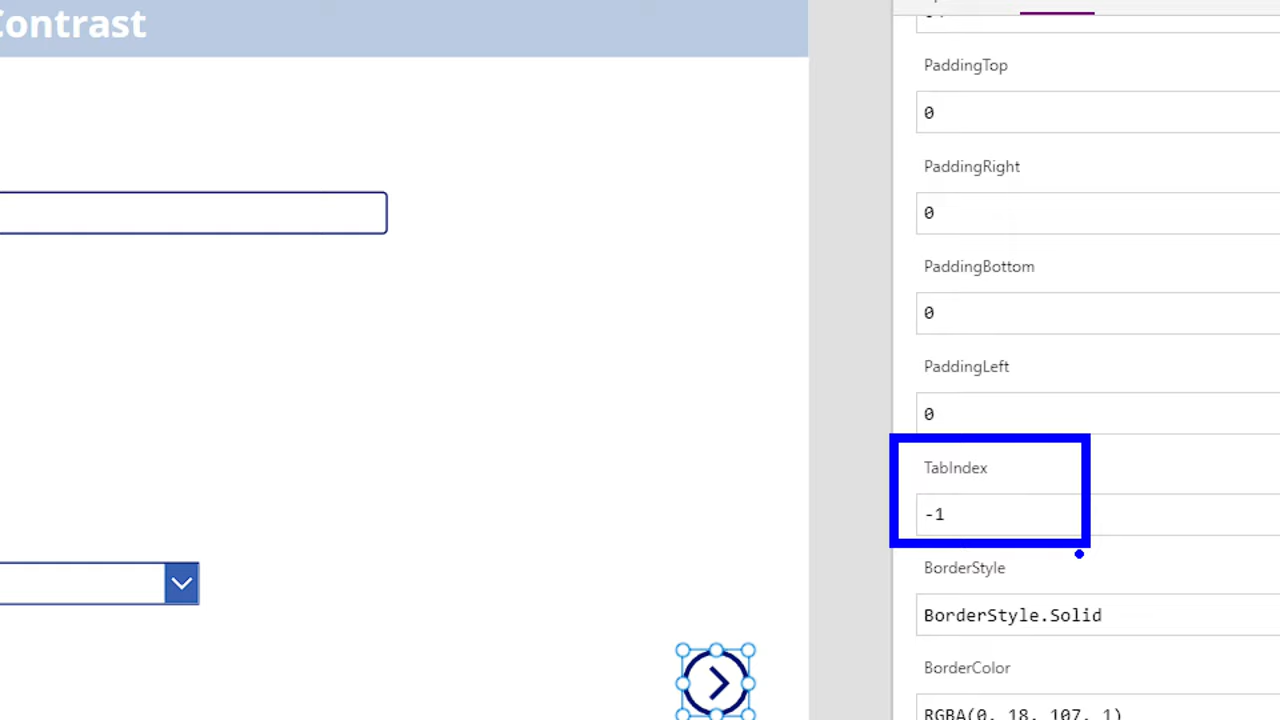 Contrast
PaddingTop
0
PaddingRight
0
PaddingBottom
0
PaddingLeft
0
TabIndex
-1
BorderStyle
BorderStyle.Solid
BorderColor
RGBA(0, 18, 107, 1)